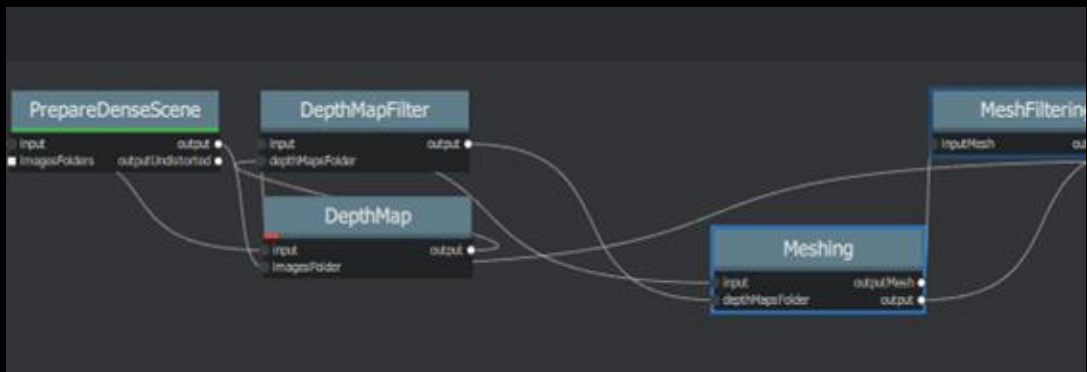 PrepareDenseScene
input output
ImagesFolders outputUndistorted
DepthMapFilter
input output
depthMapsFolder
DepthMap
input output
ImagesFolder
Meshing
input outputMesh
depthMapsFolder output
MeshFiltering
inputMesh